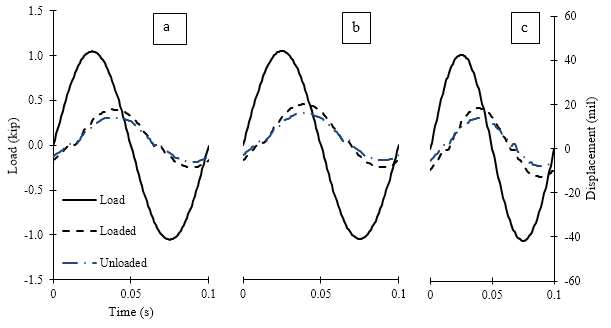 1.5
1.0
0.5
0.0
-0.5
-1.0
-1.5
Load (kip)
a
b
c
60
40
20
0
-20
-40
-60
Displacement (mil)
Load
Loaded
Unloaded
0 0.05 0.1
0 0.05 0.1
0 0.05 0.1
Time (s)